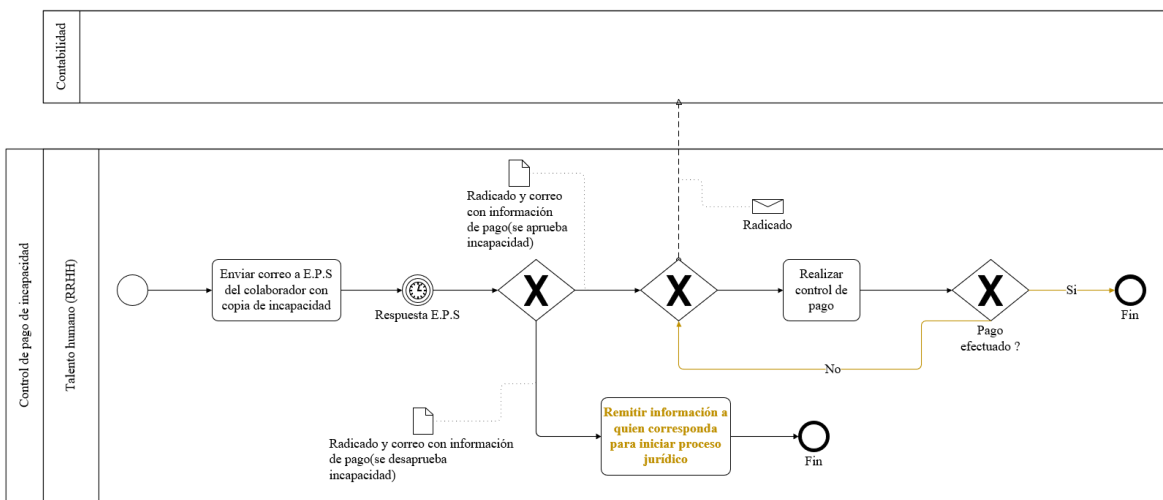 Contabilidad
Control de pago de incapacidad
Talento humano (RRHH)
Enviar correo a E.P.S
del colaborador con
copia de incapacidad
Respuesta E.P.S
Radicado y correo
con información
de pago(se aprueba
incapacidad)
Radicado
Realizar
control de
pago
Pago
efectuado ?
Si
Fin
No
Radicado y correo con información
de pago(se desaprueba
incapacidad)
Remitir información a
quien corresponda
para iniciar proceso
jurídico
Fin